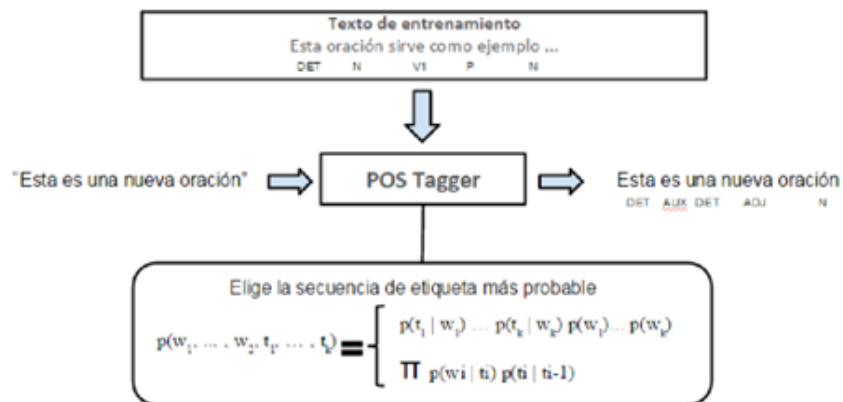 Texto de entrenamiento
Esta oración sirve como ejemplo ...
DET N V1 P N
"Esta es una nueva oración"
POS Tagger
Esta es una nueva oración
DET AUX DET ADJ N
Elige la secuencia de etiqueta más probable
p(w₁, ... , w₂, t₁, ... , tₖ) =
p(t₁ | w₁) ... p(tₖ | wₖ) p(w₁)... p(wₖ)
π p(wi | ti) p(ti | ti-1)